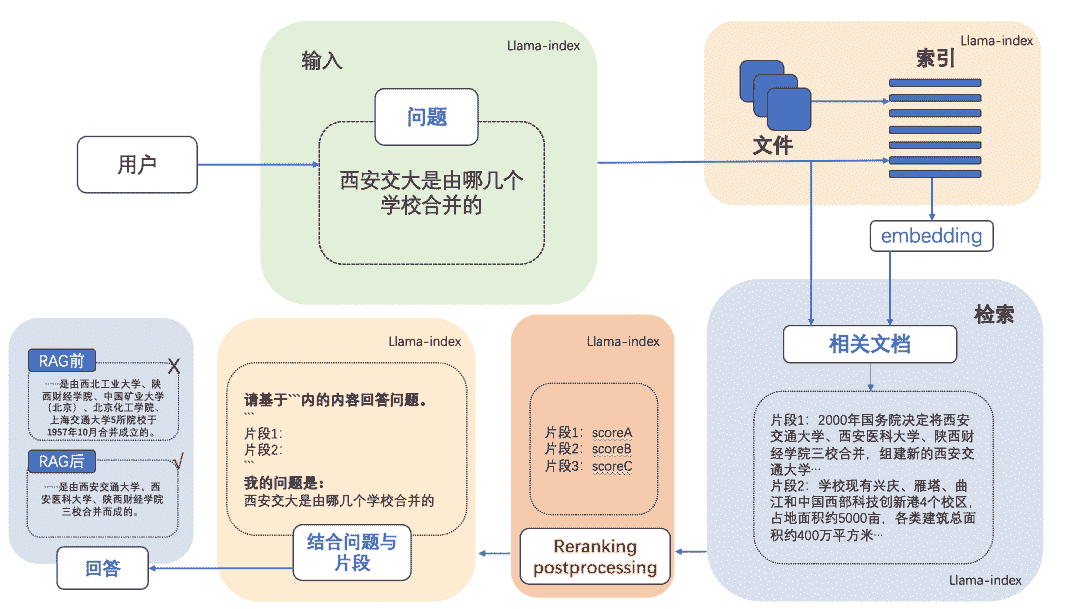 用户
输入
Llama-index
问题
西安交大是由哪几个
学校合并的
Llama-index
索引
文件
embedding
检索
相关文档
片段1：2000年国务院决定将西安
交通大学、西安医科大学、陕西财
经学院三校合并，组建新的西安交
通大学…
片段2：学校现有兴庆、雁塔、曲
江和中国西部科技创新港4个校区，
占地面积约5000亩，各类建筑总面
积约400万平方米…
Llama-index
Llama-index
片段1：scoreA
片段2：scoreB
片段3：scoreC
Reranking
postprocessing
Llama-index
请基于```内的内容回答问题。
```
片段1：
片段2：
```
我的问题是：
西安交大是由哪几个学校合并的
结合问题与
片段
RAG前
X
……是由西北工业大学、陕
西财经学院、中国矿业大学
（北京）、北京化工学院、
上海交通大学5所院校于
1957年10月合并成立的。
RAG后
√
……是由西安交通大学、西
安医科大学、陕西财经学院
三校合并而成的。
回答